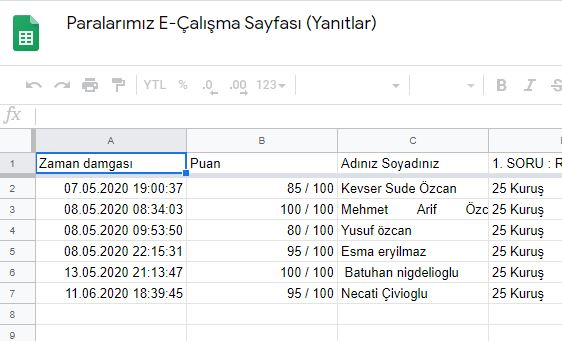 Paralarımız E-Çalışma Sayfası (Yanıtlar)
YTL % .0 .00 123 B I S
fx
A B C
1 Zaman damgası Puan Adınız Soyadınız 1. SORU : R
2 07.05.2020 19:00:37 85 / 100 Kevser Sude Özcan 25 Kuruş
3 08.05.2020 08:34:03 100 / 100 Mehmet Arif Özc 25 Kuruş
4 08.05.2020 09:53:50 80 / 100 Yusuf özcan 25 Kuruş
5 08.05.2020 22:15:31 95 / 100 Esma eryilmaz 25 Kuruş
6 13.05.2020 21:13:47 100 / 100 Batuhan nigdelioglu 25 Kuruş
7 11.06.2020 18:39:45 95 / 100 Necati Çivioglu 25 Kuruş
8
9